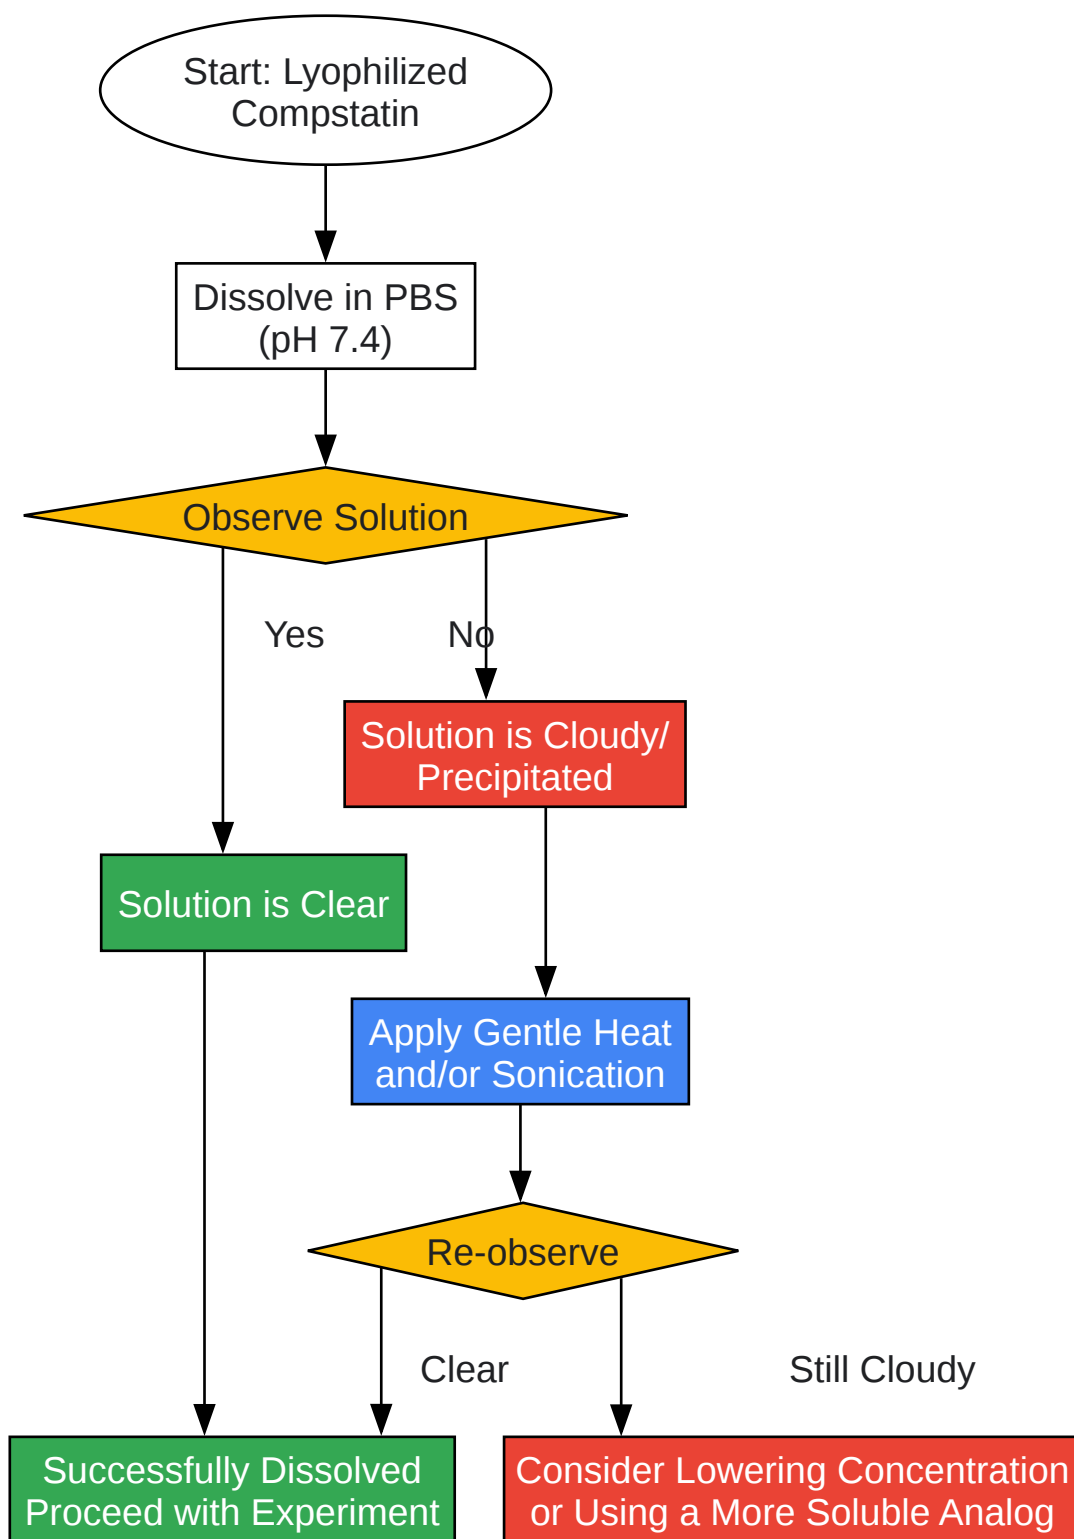 Start: Lyophilized
Compstatin
Dissolve in PBS
(pH 7.4)
Observe Solution
Yes
No
Solution is Cloudy/
Precipitated
Solution is Clear
Apply Gentle Heat
and/or Sonication
Re-observe
Clear
Still Cloudy
Successfully Dissolved
Proceed with Experiment
Consider Lowering Concentration
or Using a More Soluble Analog